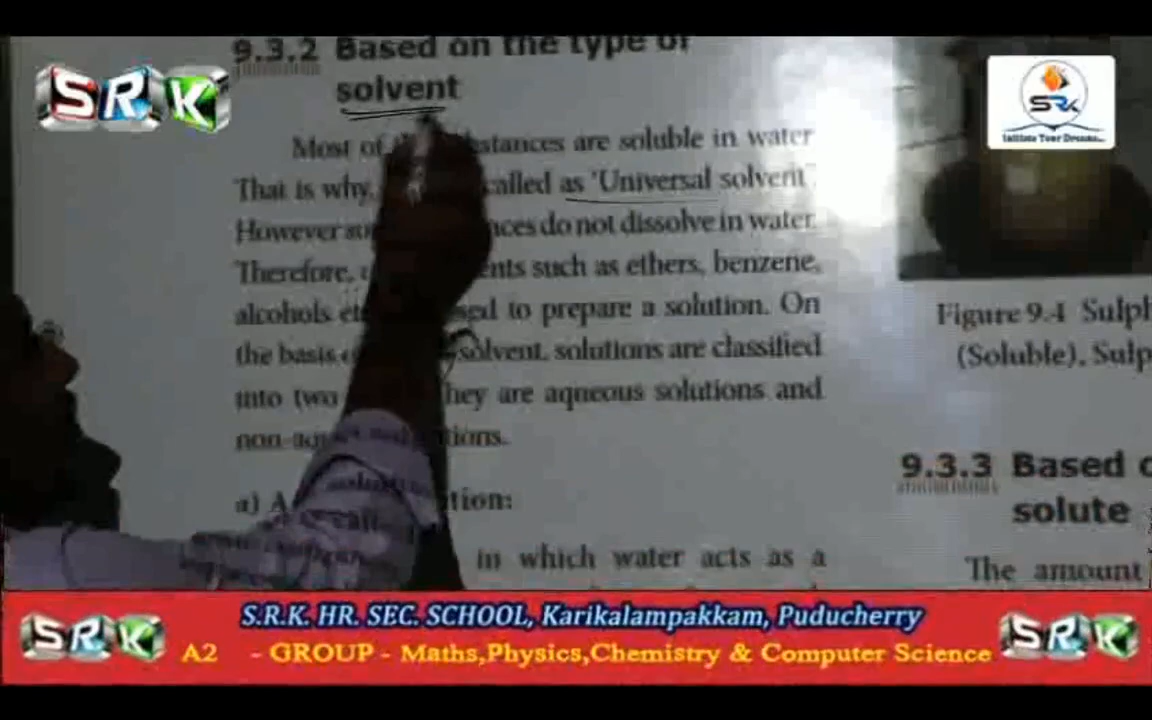 9.3.2 Based on the type of
solvent
SRK
SRK
Initiate Your Dreams...
Most of stances are soluble in water
That is why, called as 'Universal solvent'.
However ces do not dissolve in water.
Therefore, ents such as ethers, benzene,
alcohols sed to prepare a solution. On
the basis solvent, solutions are classified
into two hey are aqueous solutions and
tions.
a) A tion:
in which water acts as a
Figure 9.4 Sulph
(Soluble), Sulp
9.3.3 Based o
solute
The amount
SRK
S.R.K. HR. SEC. SCHOOL, Karikalampakkam, Puducherry
A2 - GROUP - Maths,Physics,Chemistry & Computer Science
SRK